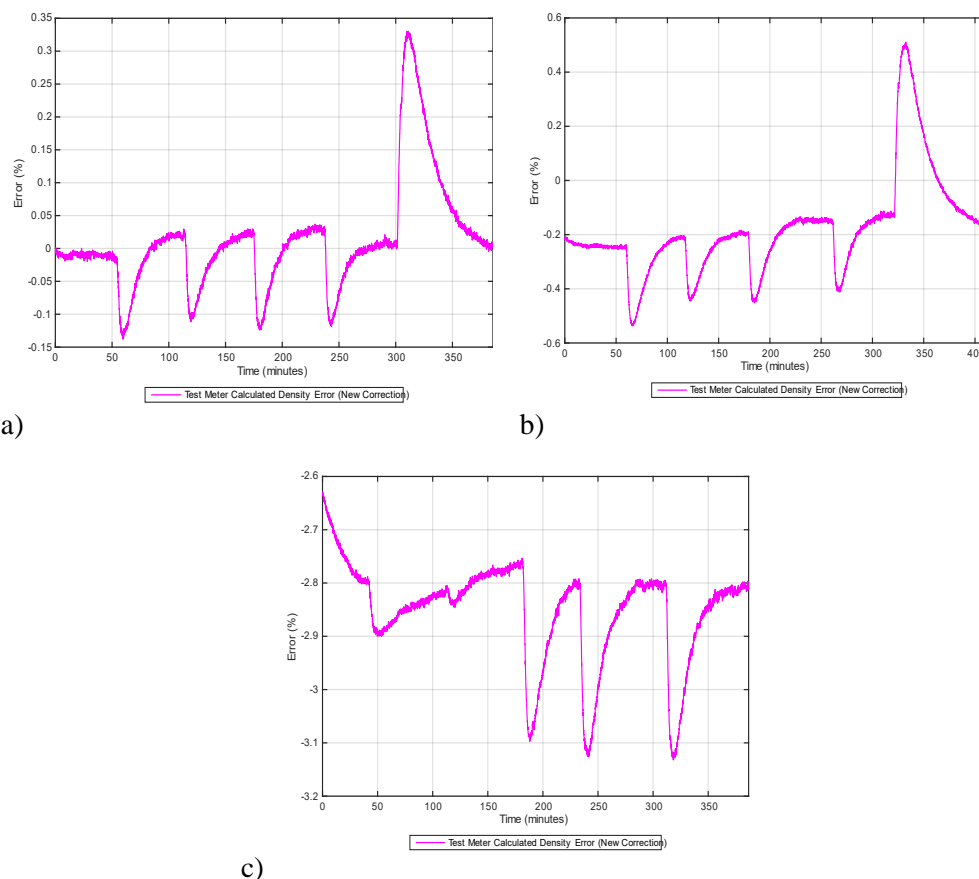 0.35
0.3
0.25
0.2
0.15
0.1
0.05
0
-0.05
-0.1
-0.15
Error (%)
0 50 100 150 200 250 300 350
Time (minutes)
Test Meter Calculated Density Error (New Correction)
a)
0.6
0.4
0.2
0
-0.2
-0.4
-0.6
Error (%)
0 50 100 150 200 250 300 350 40
Time (minutes)
Test Meter Calculated Density Error (New Correction)
b)
-2.6
-2.7
-2.8
-2.9
-3
-3.1
-3.2
Error (%)
0 50 100 150 200 250 300 350
Time (minutes)
Test Meter Calculated Density Error (New Correction)
c)